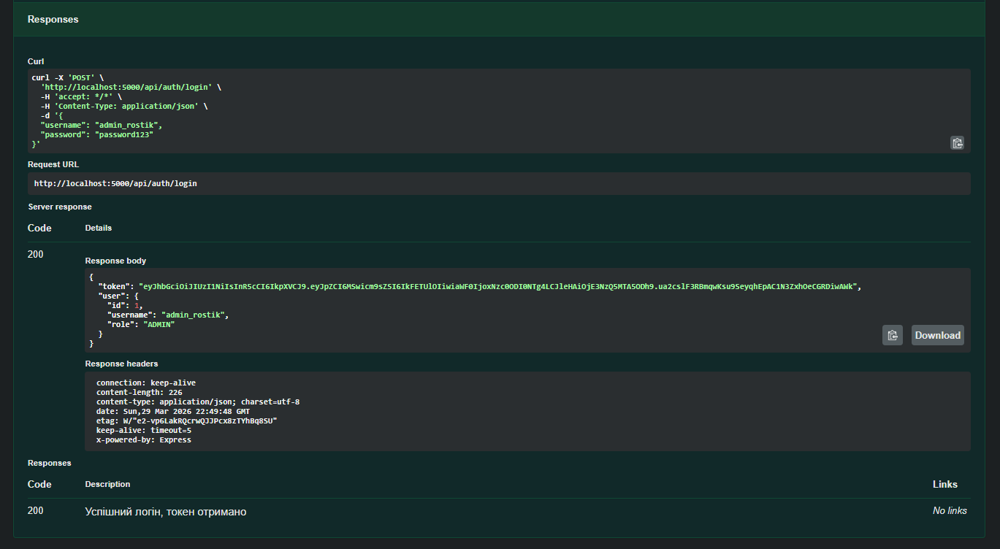 Responses
Curl
curl -X 'POST' \
  'http://localhost:5000/api/auth/login' \
  -H 'accept: */*' \
  -H 'Content-Type: application/json' \
  -d '{
  "username": "admin_rostik",
  "password": "password123"
}'
Request URL
http://localhost:5000/api/auth/login
Server response
Code Details
200
Response body
{
  "token": "eyJhbGciOiJIUzI1NiIsInR5cCI6IkpXVCJ9.eyJpZCI6MSwicm9sZSI6IkFETUlOIiwiaWF0IjoxNzc0ODI0NTg4LCJleHAiOjE3NzQ5MTA5ODh9.ua2cslF3RBmqwKsu9SeyqhEpAC1N3ZxhOeCGRDiwAWk",
  "user": {
    "id": 1,
    "username": "admin_rostik",
    "role": "ADMIN"
  }
}
Download
Response headers
connection: keep-alive
content-length: 226
content-type: application/json; charset=utf-8
date: Sun,29 Mar 2026 22:49:48 GMT
etag: W/"e2-vp6LakRQcrwQJJPcx8zTYhBq8SU"
keep-alive: timeout=5
x-powered-by: Express
Responses
Code Description Links
200 Успішний логін, токен отримано No links